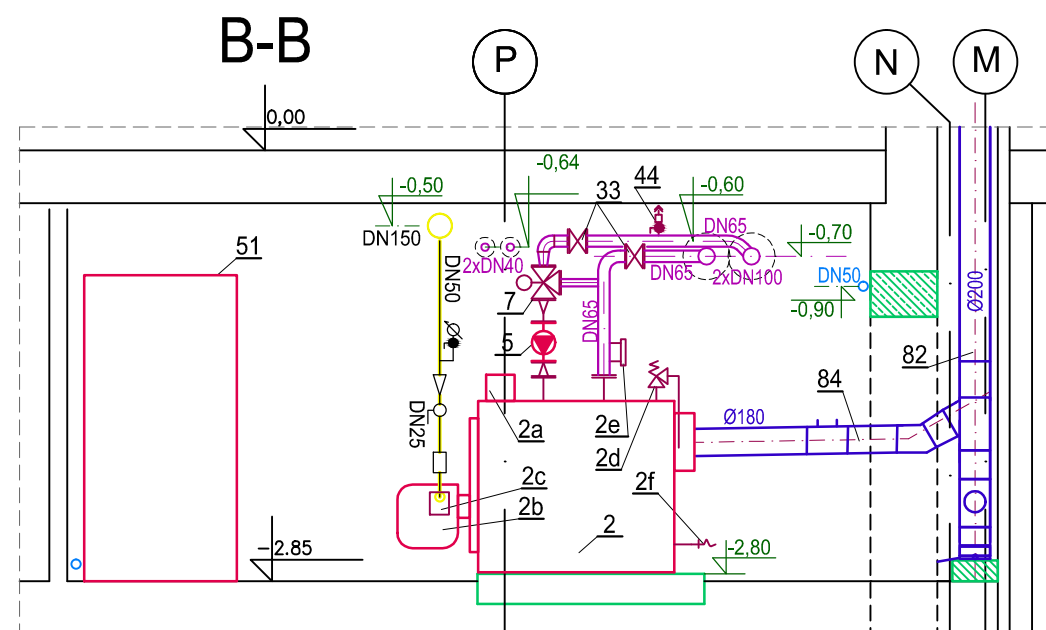 B-B
P
N
M
0,00
-0,50
-0,64
44
33
-0,60
-0,70
DN65
DN150
51
2xDN40
DN65
2xDN100
DN50
DN50
-0,90
Ø200
7
DN65
5
82
84
2a
2e
2d
Ø180
DN25
2c
2b
2f
2
-2.85
-2,80